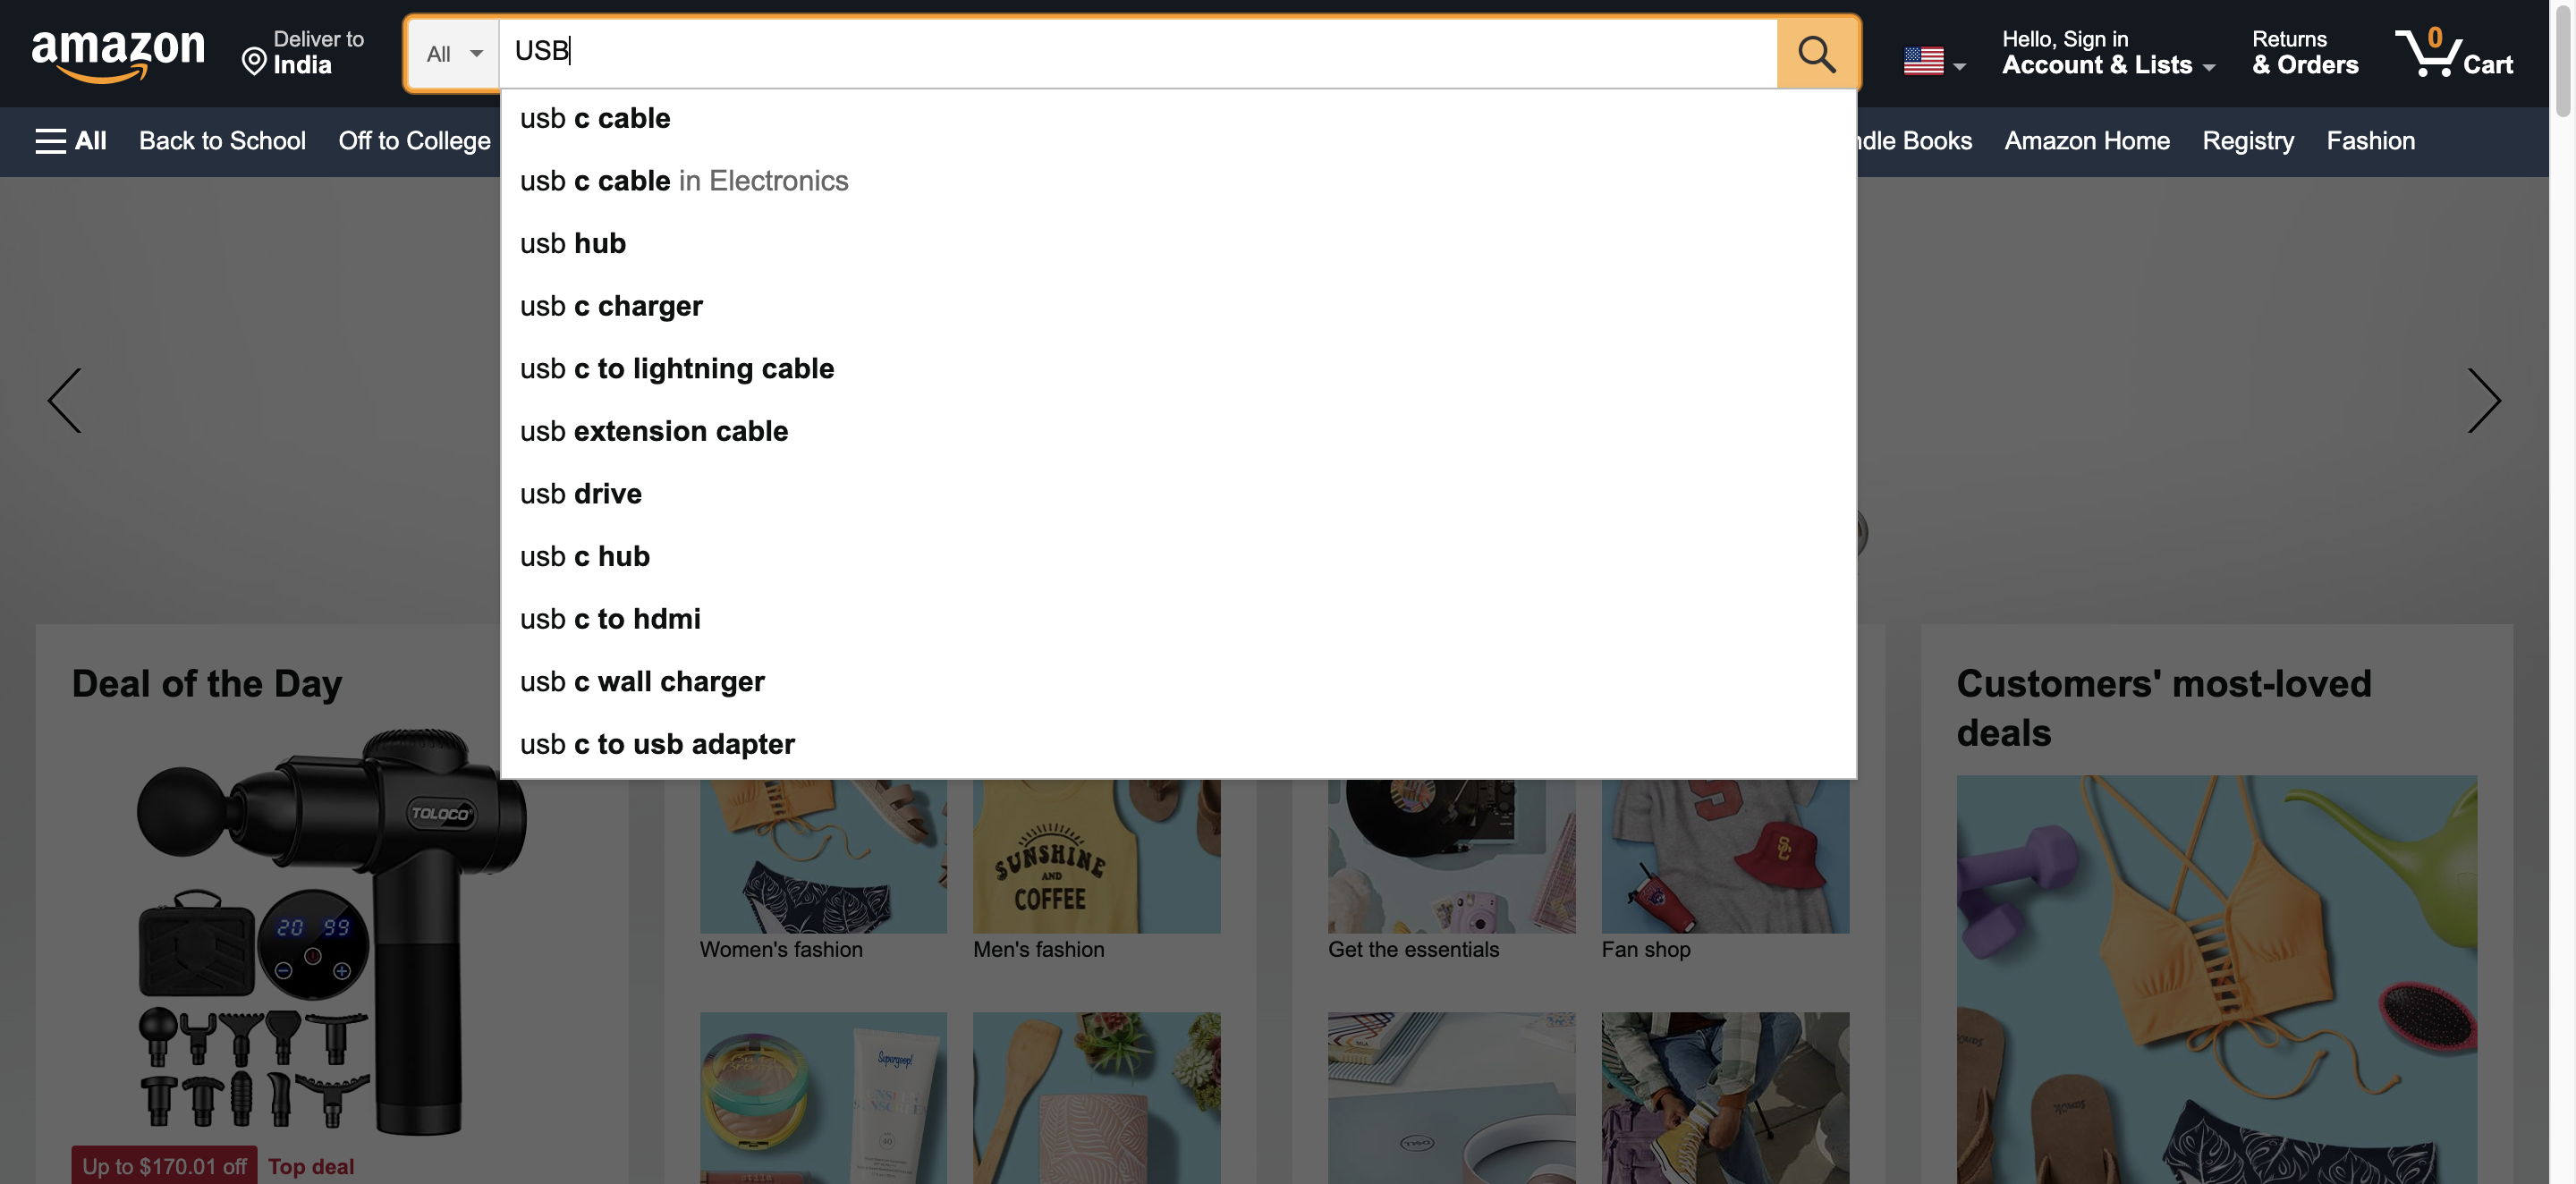 amazon
Deliver to
India
All
USB
Hello, Sign in
Account & Lists
Returns
& Orders
0
Cart
All
Back to School
Off to College
ndle Books
Amazon Home
Registry
Fashion
usb c cable
usb c cable in Electronics
usb hub
usb c charger
usb c to lightning cable
usb extension cable
usb drive
usb c hub
usb c to hdmi
usb c wall charger
usb c to usb adapter
Deal of the Day
TOLOCO
20 99
Up to $170.01 off
Top deal
SUNSHINE
AND
COFFEE
Women's fashion
Men's fashion
Supergoop!
40
S
SC
Get the essentials
Fan shop
DELL
Customers' most-loved
deals